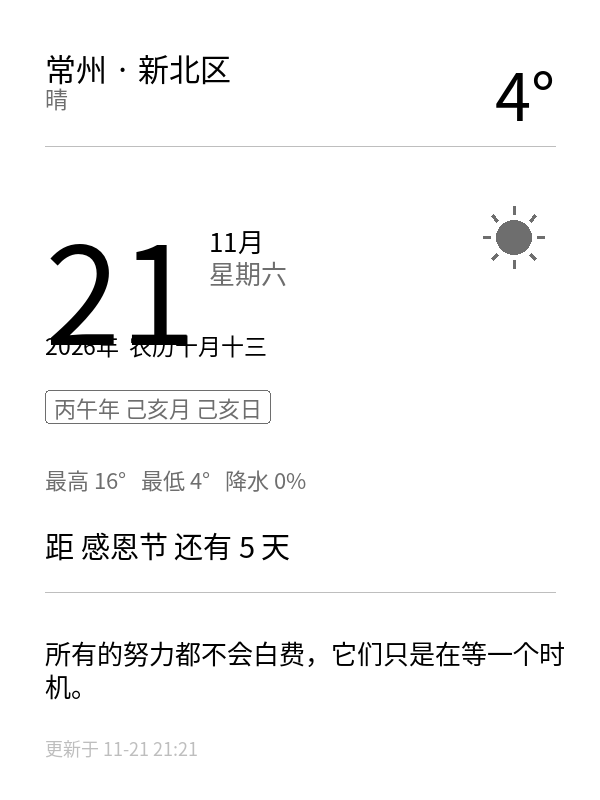 常州 · 新北区
晴
4°
21
11月
星期六
2026年 农历十月十三
丙午年 己亥月 己亥日
最高 16° 最低 4° 降水 0%
距 感恩节 还有 5 天
所有的努力都不会白费，它们只是在等一个时
机。
更新于 11-21 21:21